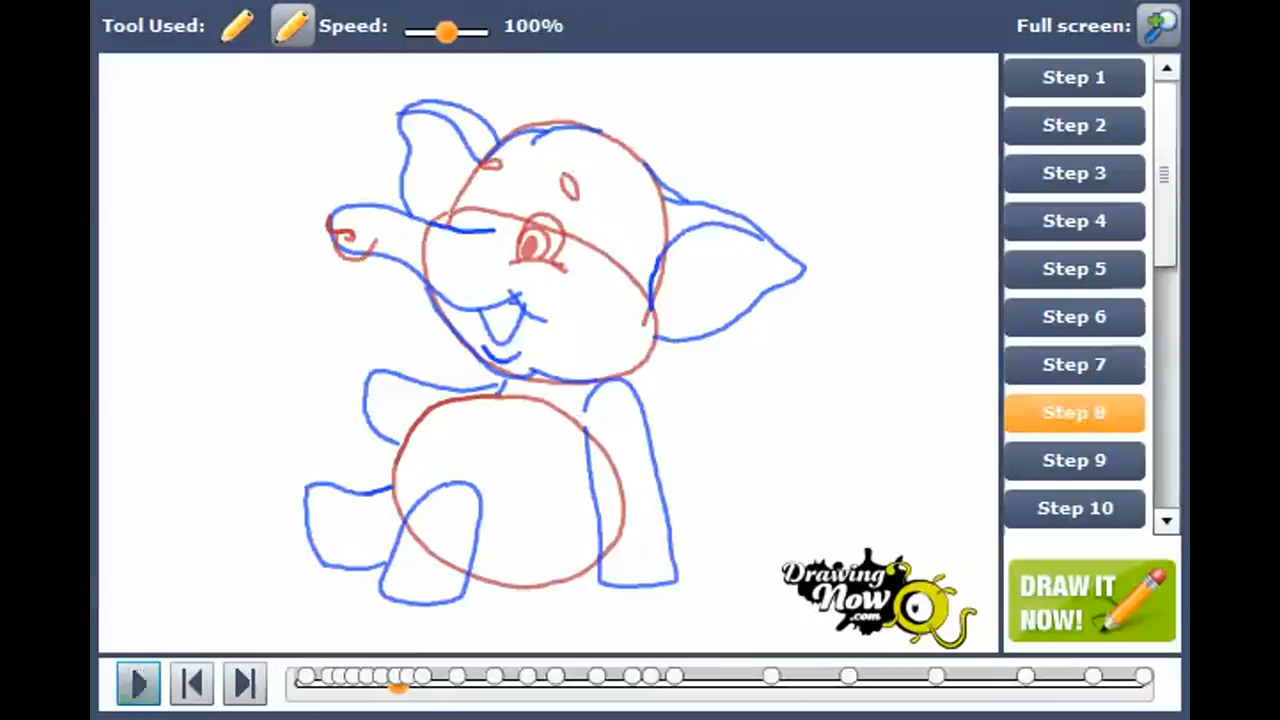 Tool Used:
Speed:
100%
Full screen:
Step 1
Step 2
Step 3
Step 4
Step 5
Step 6
Step 7
Step 8
Step 9
Step 10
Drawing
Now
.com
DRAW IT
NOW!